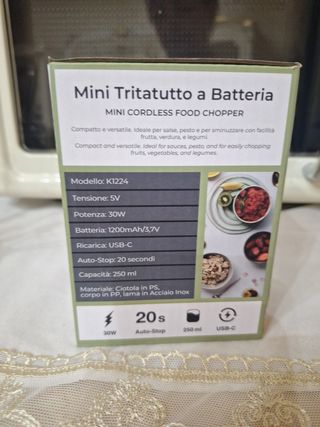 Mini Tritatutto a Batteria
MINI CORDLESS FOOD CHOPPER
Compatto e versatile. Ideale per salse, pesto e per sminuzzare con facilità
frutta, verdura, e legumi.
Compact and versatile. Ideal for sauces, pesto, and for easily chopping
fruits, vegetables, and legumes.
Modello: K1224
Tensione: 5V
Potenza: 30W
Batteria: 1200mAh/3,7V
Ricarica: USB-C
Auto-Stop: 20 secondi
Capacità: 250 ml
Materiale: Ciotola in PS,
corpo in PP, lama in Acciaio Inox
30W
20 s
Auto-Stop
250 ml
USB-C